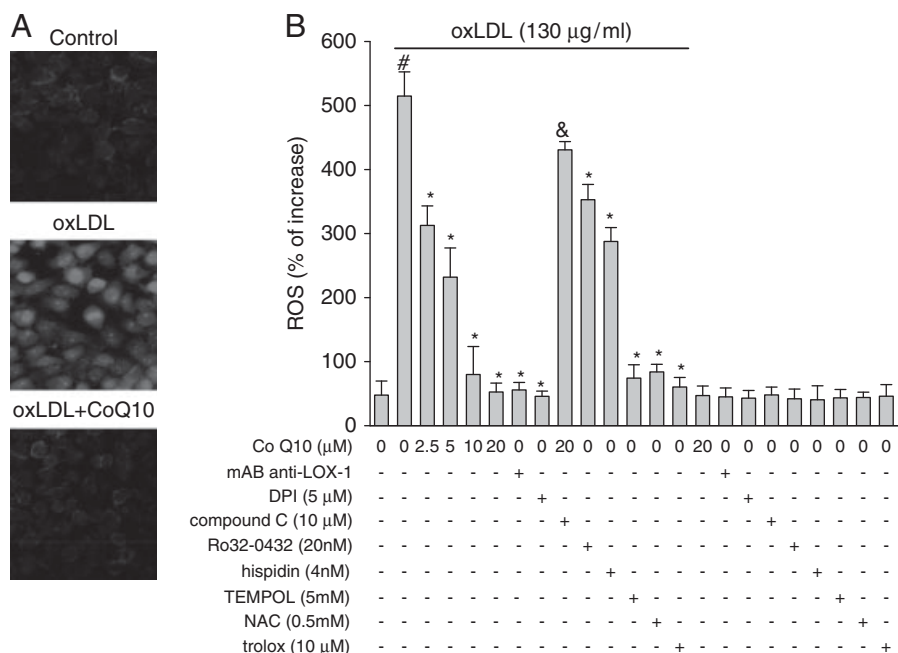 A
Control
oxLDL
oxLDL+CoQ10
B
oxLDL (130 µg/ml)
ROS (% of increase)
600
500
400
300
200
100
0
#
*
*
*
*
*
*
&
*
*
*
*
*
Co Q10 (µM) 0 0 2.5 5 10 20 0 0 20 0 0 0 0 0 20 0 0 0 0 0 0 0 0
mAB anti-LOX-1 - - - - - - + - - - - - - - - + - - - - - - -
DPI (5 µM) - - - - - - - + - - - - - - - - + - - - - - -
compound C (10 µM) - - - - - - - - + - - - - - - - - + - - - - -
Ro32-0432 (20nM) - - - - - - - - - + - - - - - - - - + - - - -
hispidin (4nM) - - - - - - - - - - + - - - - - - - - + - - -
TEMPOL (5mM) - - - - - - - - - - - + - - - - - - - - + - -
NAC (0.5mM) - - - - - - - - - - - - + - - - - - - - - + -
trolox (10 µM) - - - - - - - - - - - - - + - - - - - - - - +